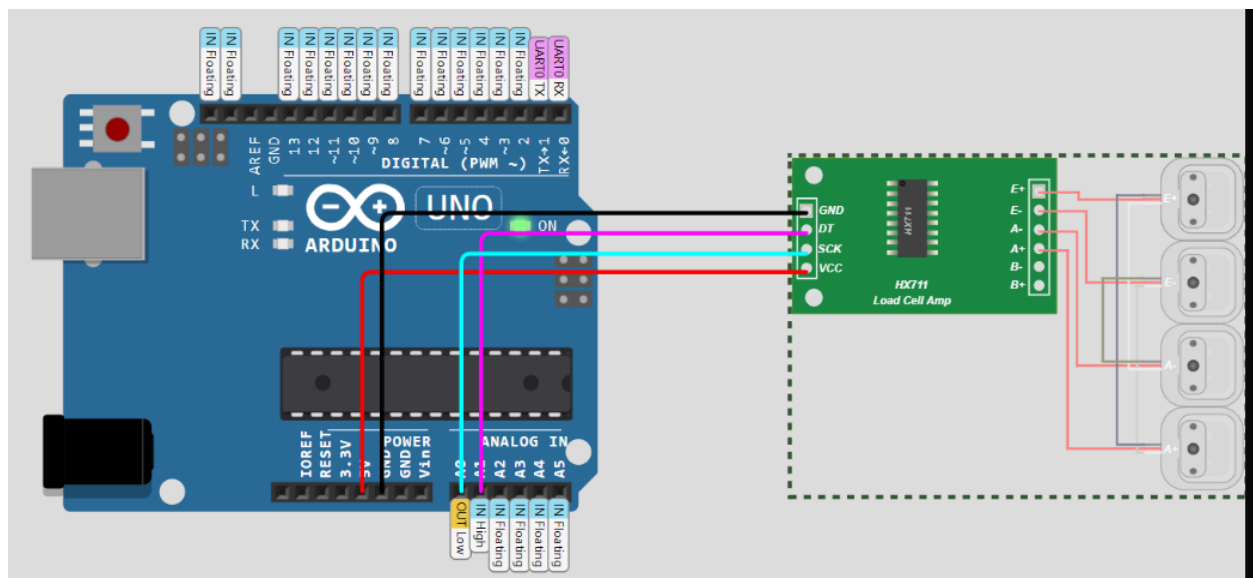 IN Floating
IN Floating
IN Floating
IN Floating
IN Floating
IN Floating
IN Floating
IN Floating
IN Floating
IN Floating
IN Floating
IN Floating
IN Floating
IN Floating
UART0 TX
UART0 RX
AREF
GND
13
12
~11
~10
~9
8
7
~6
~5
4
~3
2
TX→1
RX←0
DIGITAL (PWM ~)
L
TX
RX
ARDUINO
UNO
ON
GND
DT
SCK
VCC
HX711
HX711
Load Cell Amp
E+
E-
A-
A+
B-
B+
E+
E-
A-
A+
POWER
ANALOG IN
IOREF
RESET
3.3V
5V
GND
GND
Vin
A0
A1
A2
A3
A4
A5
OUT Low
IN High
IN Floating
IN Floating
IN Floating
IN Floating